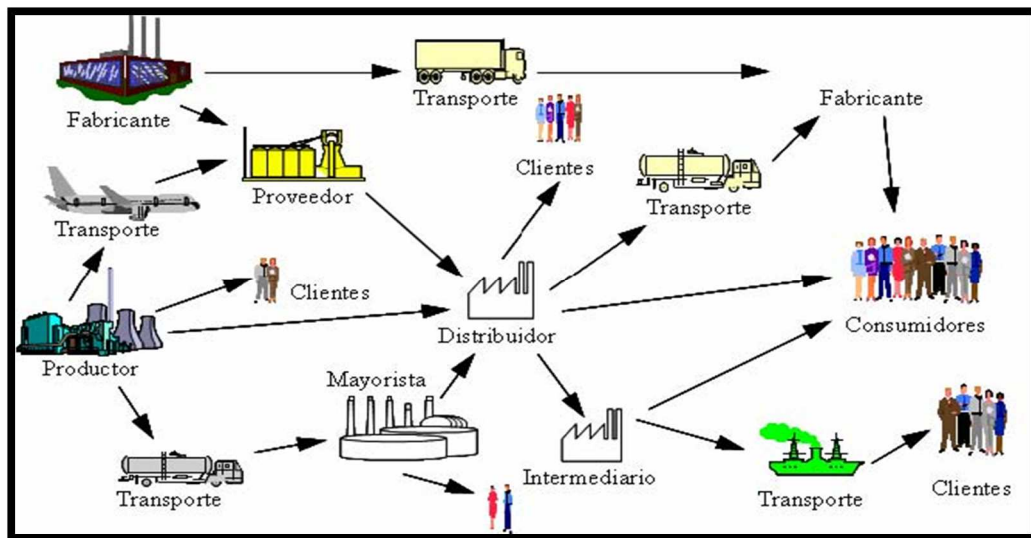 Transporte
Fabricante
Fabricante
Clientes
Proveedor
Transporte
Transporte
Clientes
Distribuidor
Consumidores
Productor
Mayorista
Intermediario
Transporte
Transporte
Clientes